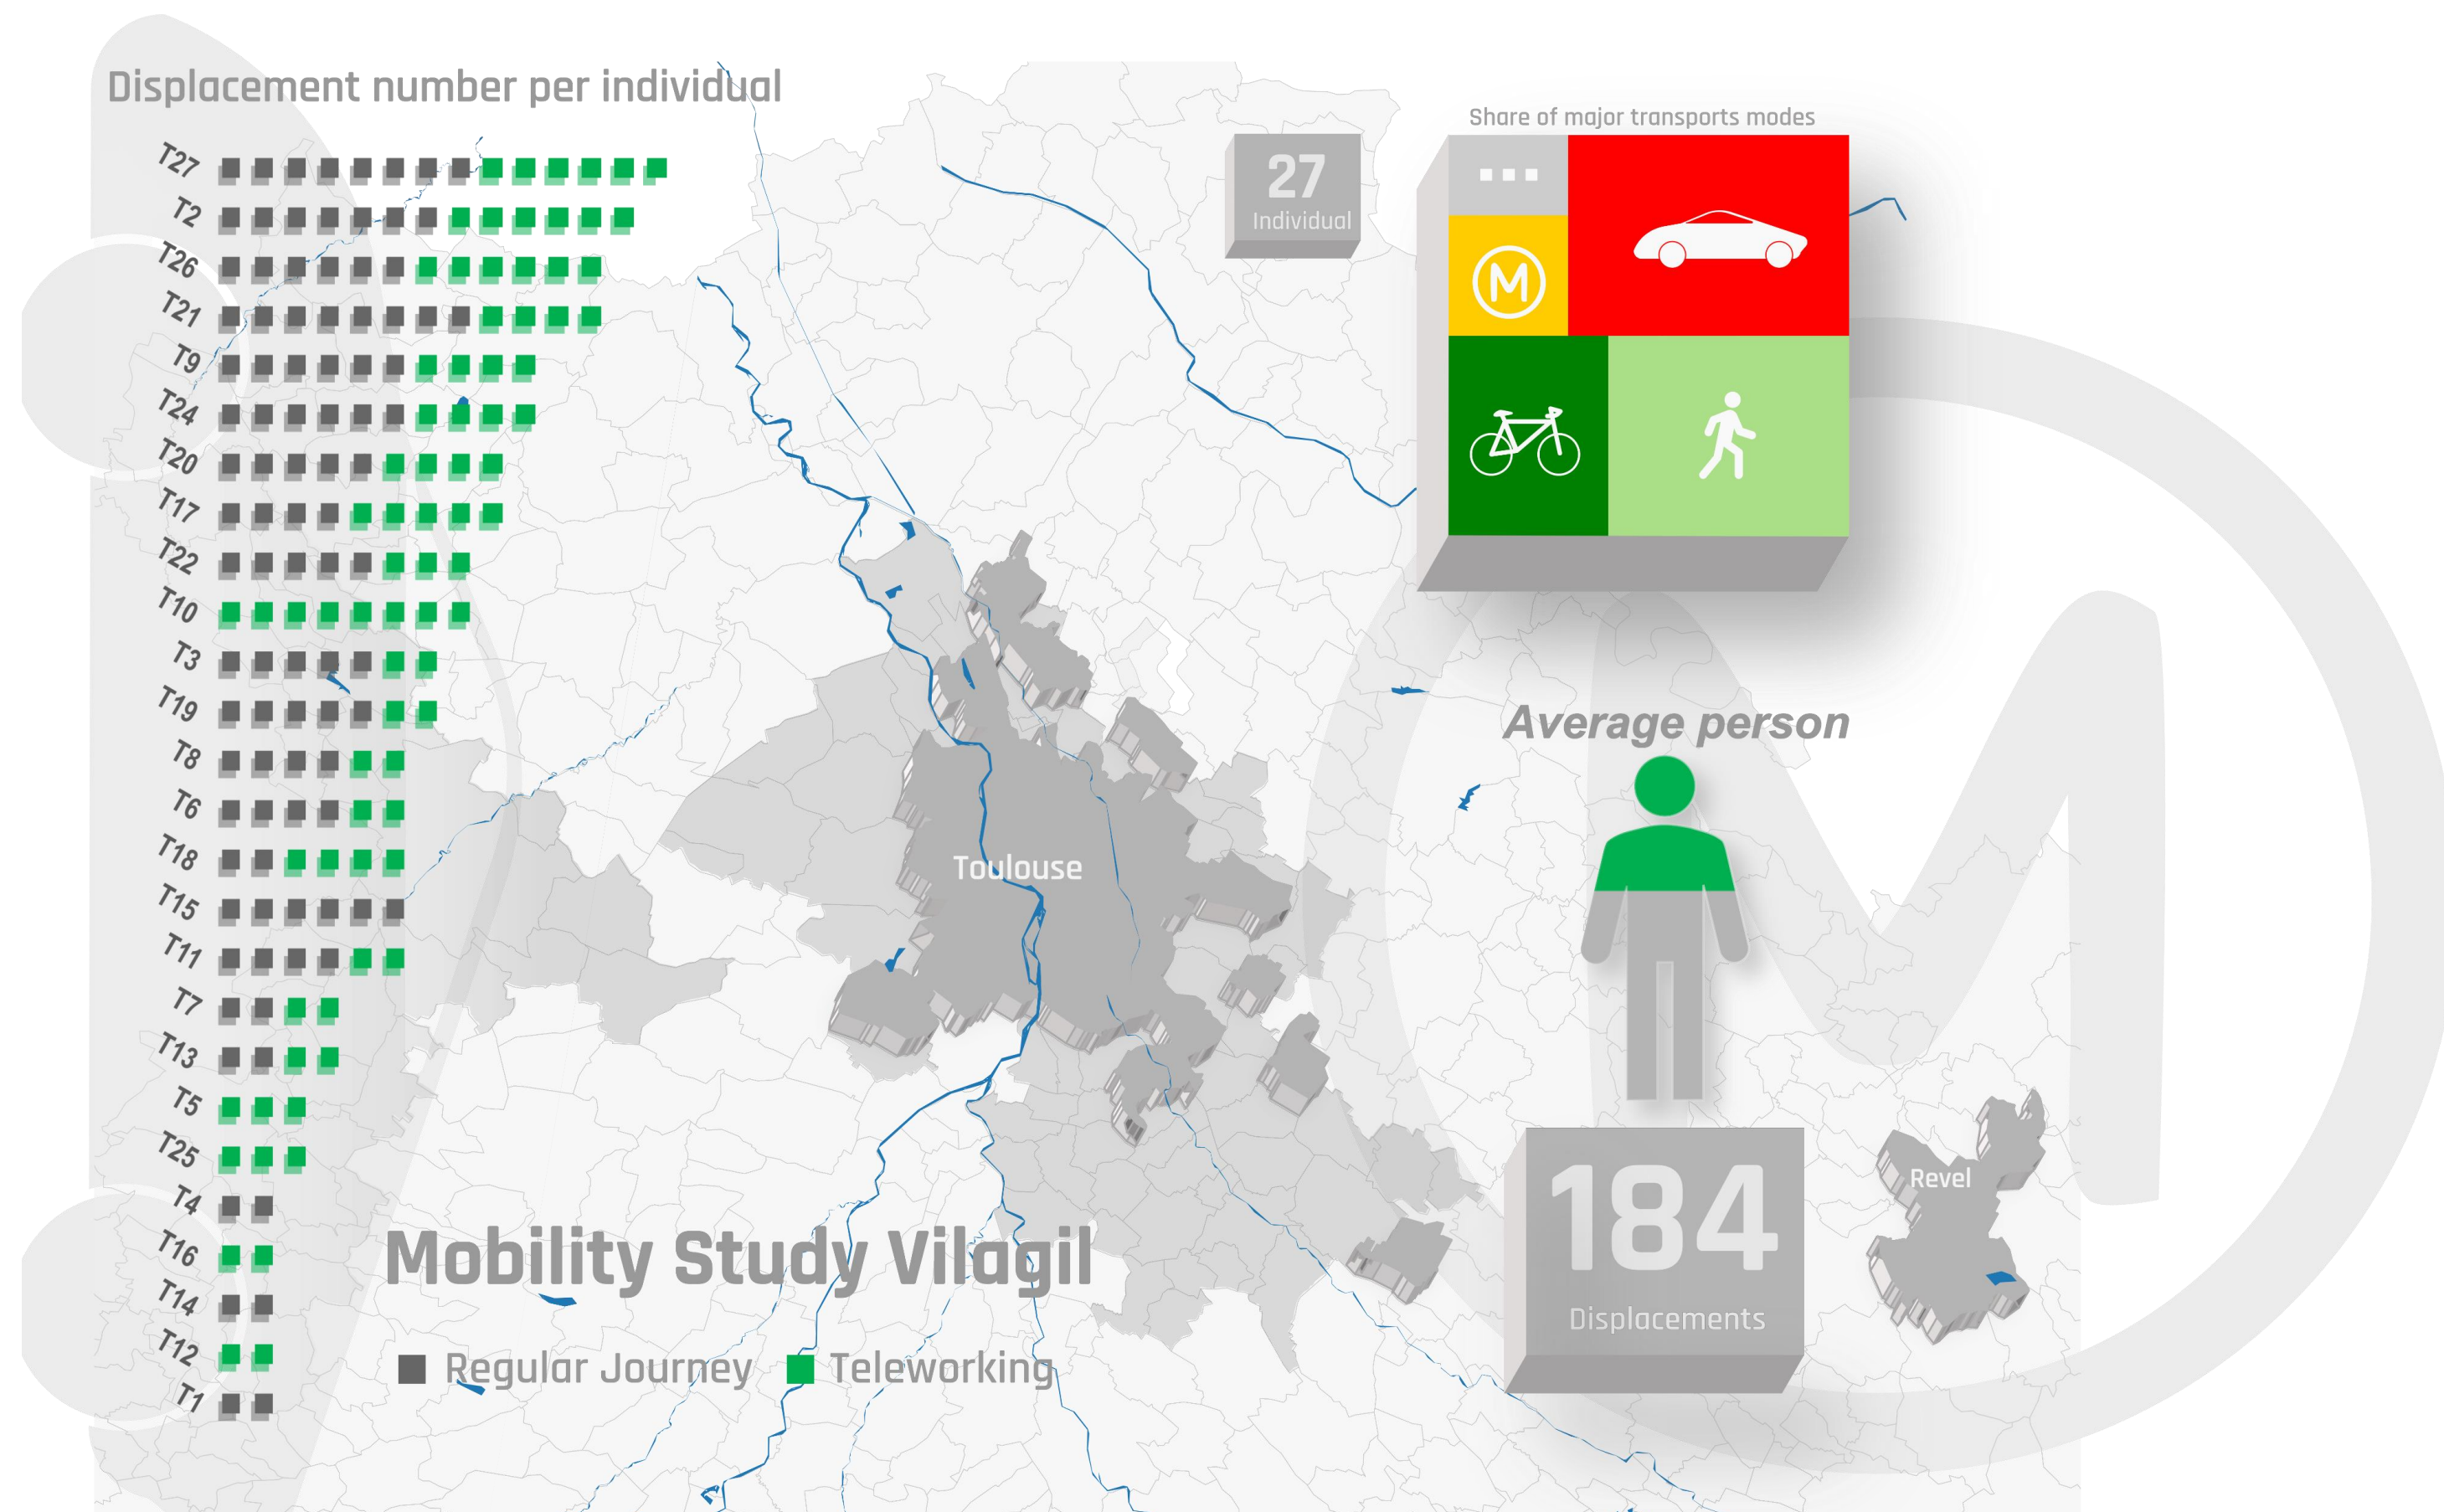 Displacement number per individual
T27
T2
T26
T21
T9
T24
T20
T17
T22
T10
T3
T19
T8
T6
T18
T15
T11
T7
T13
T5
T25
T4
T16
T14
T12
T1
Mobility Study Vilagil
Regular Journey Teleworking
Toulouse
27
Individual
Share of major transports modes
...
M
Average person
184
Displacements
Revel